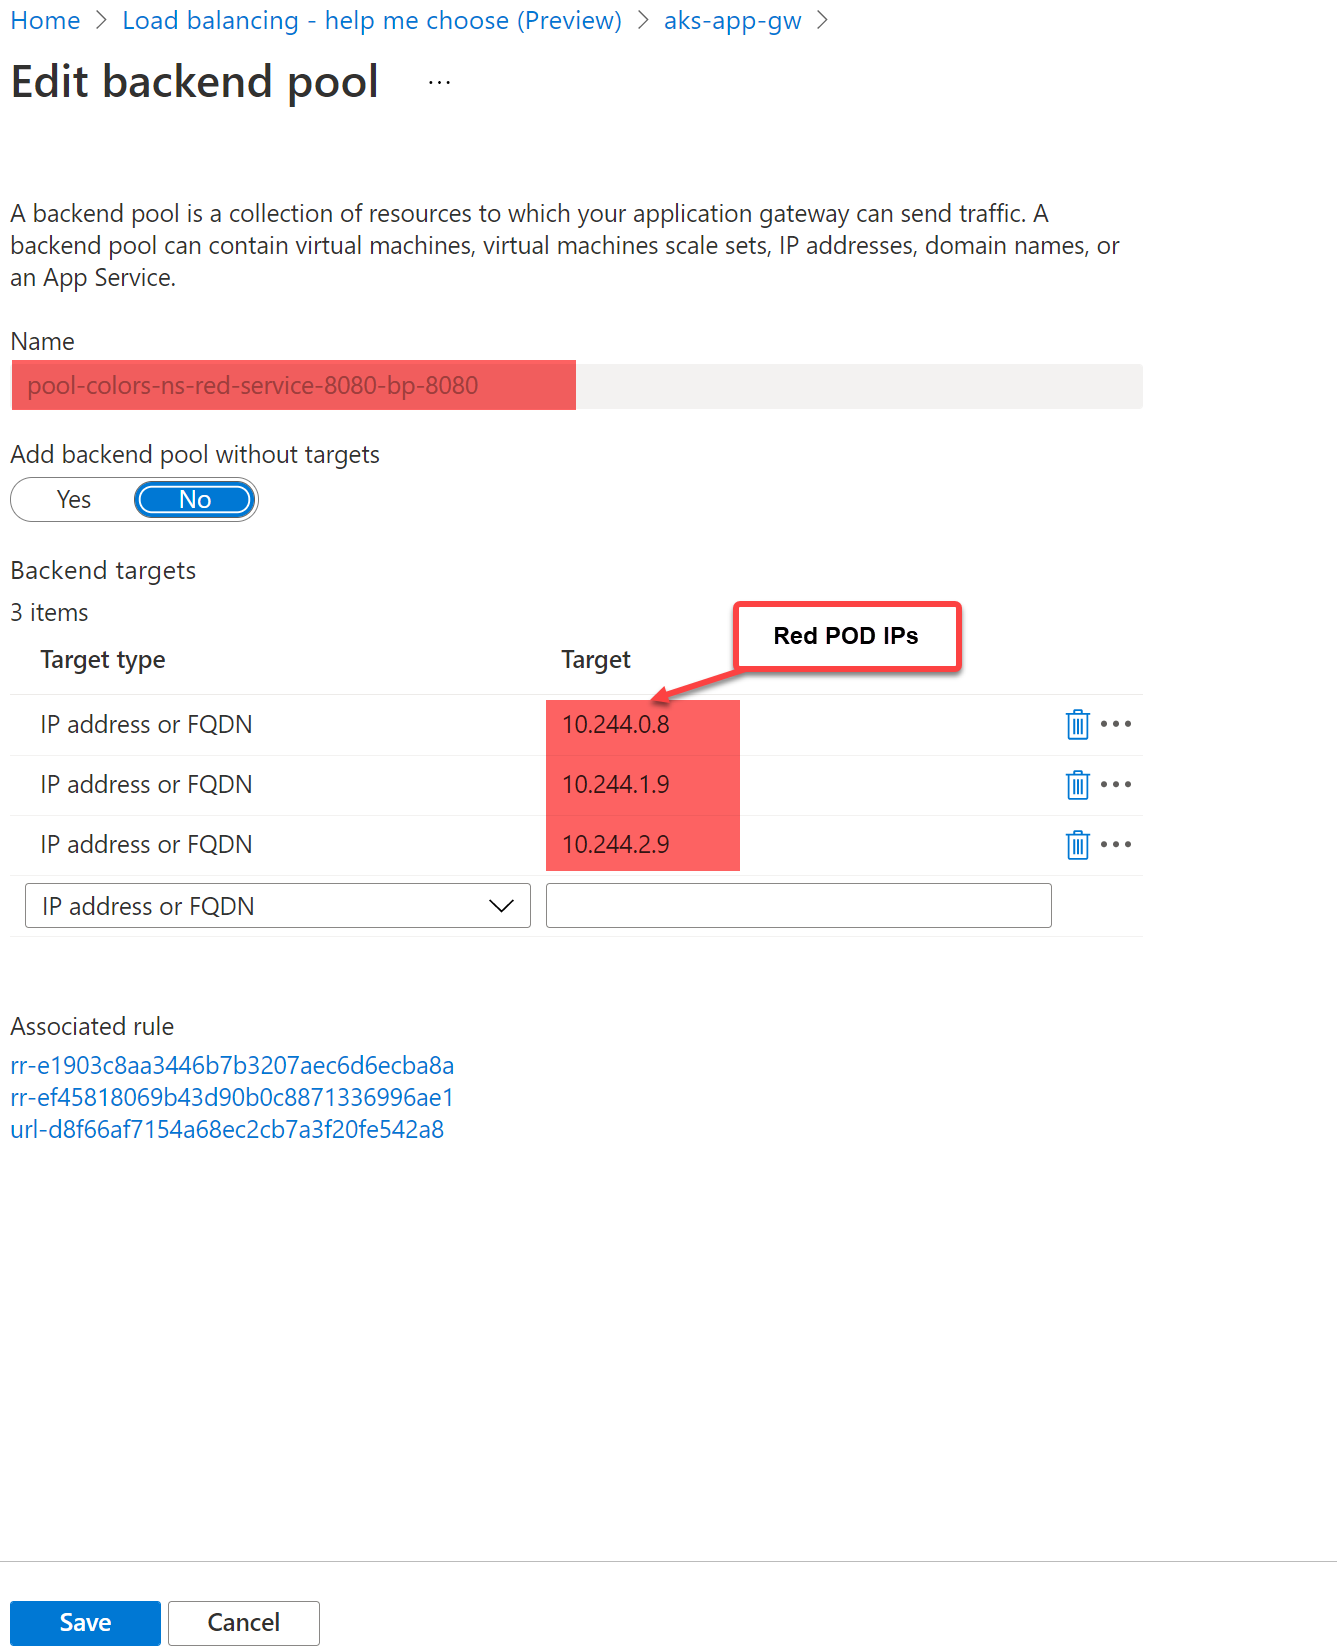 Home > Load balancing - help me choose (Preview) > aks-app-gw >
Edit backend pool ...
A backend pool is a collection of resources to which your application gateway can send traffic. A
backend pool can contain virtual machines, virtual machines scale sets, IP addresses, domain names, or
an App Service.
Name
pool-colors-ns-red-service-8080-bp-8080
Add backend pool without targets
Yes No
Backend targets
3 items
Red POD IPs
Target type Target
IP address or FQDN 10.244.0.8
IP address or FQDN 10.244.1.9
IP address or FQDN 10.244.2.9
IP address or FQDN
Associated rule
rr-e1903c8aa3446b7b3207aec6d6ecba8a
rr-ef45818069b43d90b0c8871336996ae1
url-d8f66af7154a68ec2cb7a3f20fe542a8
Save Cancel